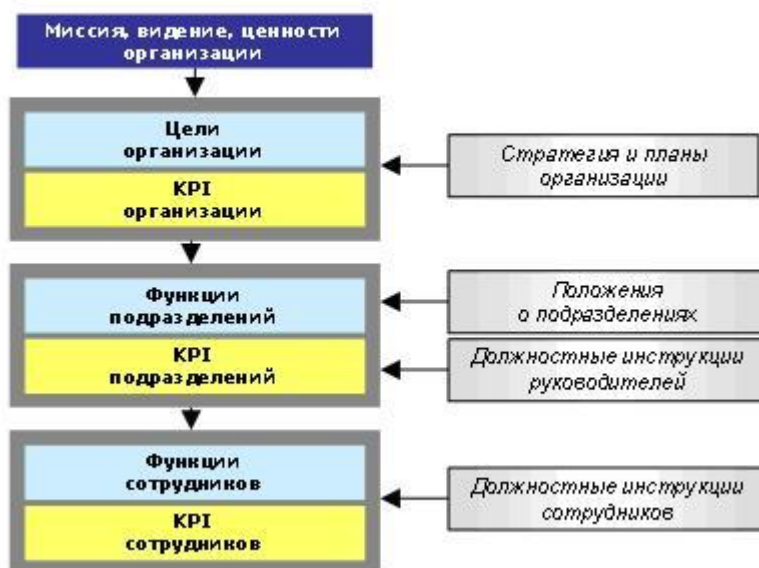 Миссия, видение, ценности
организации
Цели
организации
KPI
организации
Стратегия и планы
организации
Функции
подразделений
KPI
подразделений
Положения
о подразделениях
Должностные инструкции
руководителей
Функции
сотрудников
KPI
сотрудников
Должностные инструкции
сотрудников